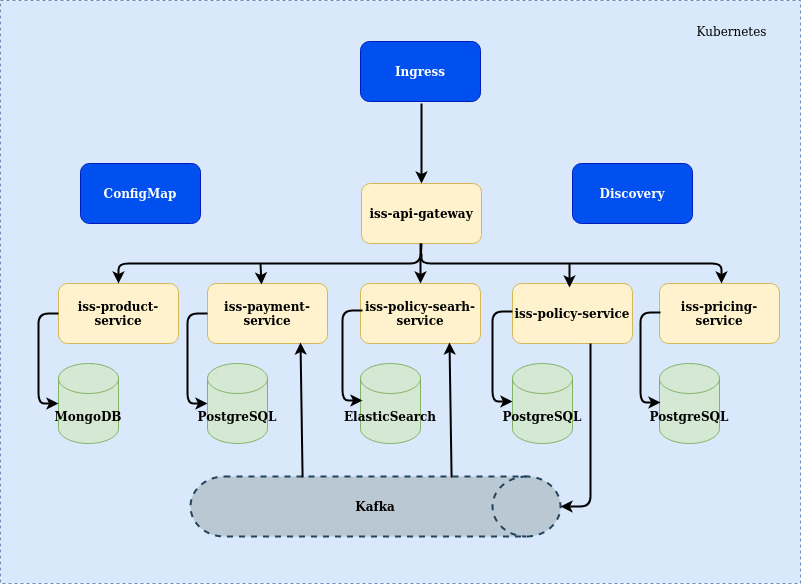 Kubernetes
Ingress
ConfigMap
Discovery
iss-api-gateway
iss-product-
service
iss-payment-
service
iss-policy-searh-
service
iss-policy-service
iss-pricing-
service
MongoDB
PostgreSQL
ElasticSearch
PostgreSQL
PostgreSQL
Kafka